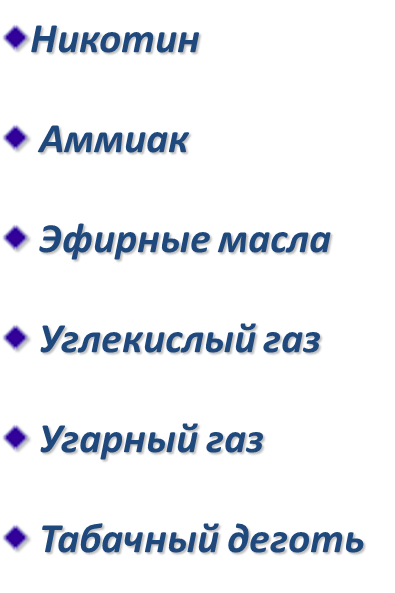 Никотин
Аммиак
Эфирные масла
Углекислый газ
Угарный газ
Табачный деготь